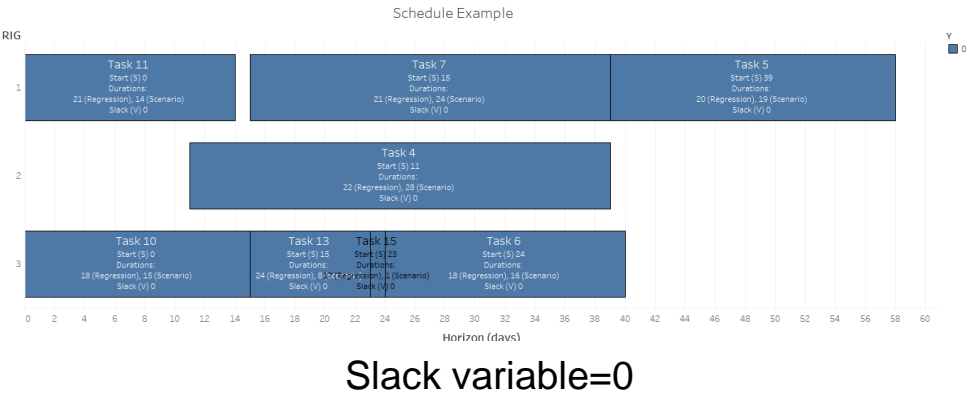 Schedule Example
RIG
Y
0
1
Task 11
Start (S) 0
Durations:
21 (Regression), 14 (Scenario)
Slack (V) 0
Task 7
Start (S) 15
Durations:
21 (Regression), 24 (Scenario)
Slack (V) 0
Task 5
Start (S) 39
Durations:
20 (Regression), 19 (Scenario)
Slack (V) 0
2
Task 4
Start (S) 11
Durations:
22 (Regression), 28 (Scenario)
Slack (V) 0
3
Task 10
Start (S) 0
Durations:
18 (Regression), 15 (Scenario)
Slack (V) 0
Task 13
Start (S) 15
Durations:
24 (Regression), 8
Slack (V) 0
Task 15
Start (S) 23
Durations:
(Regression), 1 (Scenario)
Slack (V) 0
Task 6
Start (S) 24
Durations:
18 (Regression), 16 (Scenario)
Slack (V) 0
0 2 4 6 8 10 12 14 16 18 20 22 24 26 28 30 32 34 36 38 40 42 44 46 48 50 52 54 56 58 60
Horizon (days)
Slack variable=0